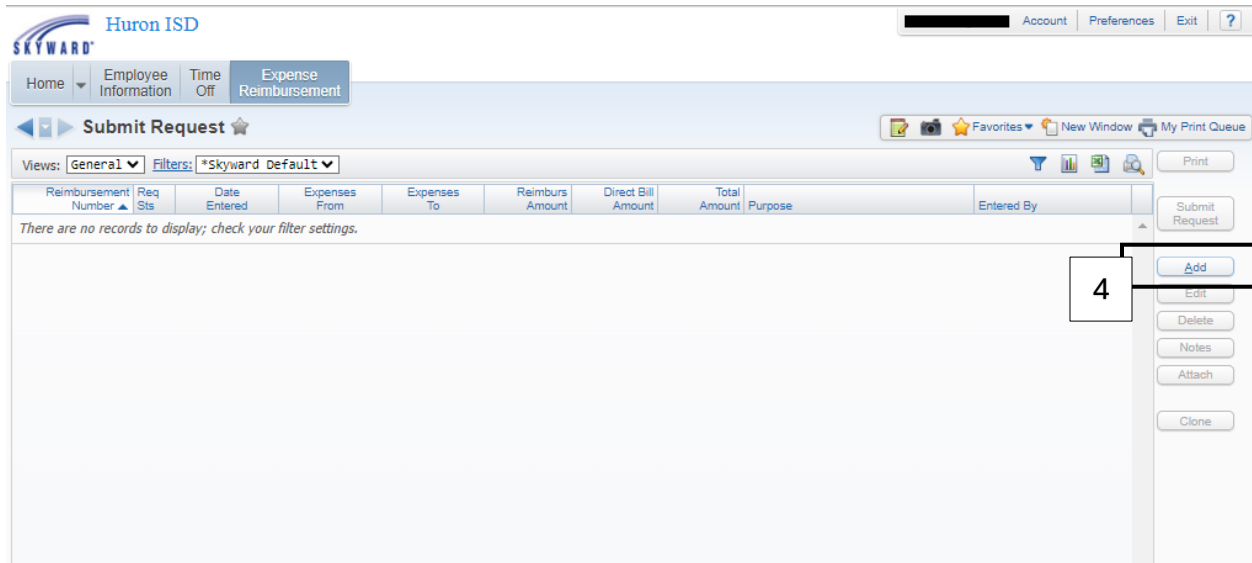 Huron ISD
SKYWARD
Account Preferences Exit ?
Home Employee Information Time Off Expense Reimbursement
Submit Request
Favorites New Window My Print Queue
Views: General Filters: *Skyward Default
Print
Reimbursement Number Req Sts Date Entered Expenses From Expenses To Reimburs Amount Direct Bill Amount Total Amount Purpose Entered By
Submit Request
There are no records to display; check your filter settings.
Add
4
Edit
Delete
Notes
Attach
Clone